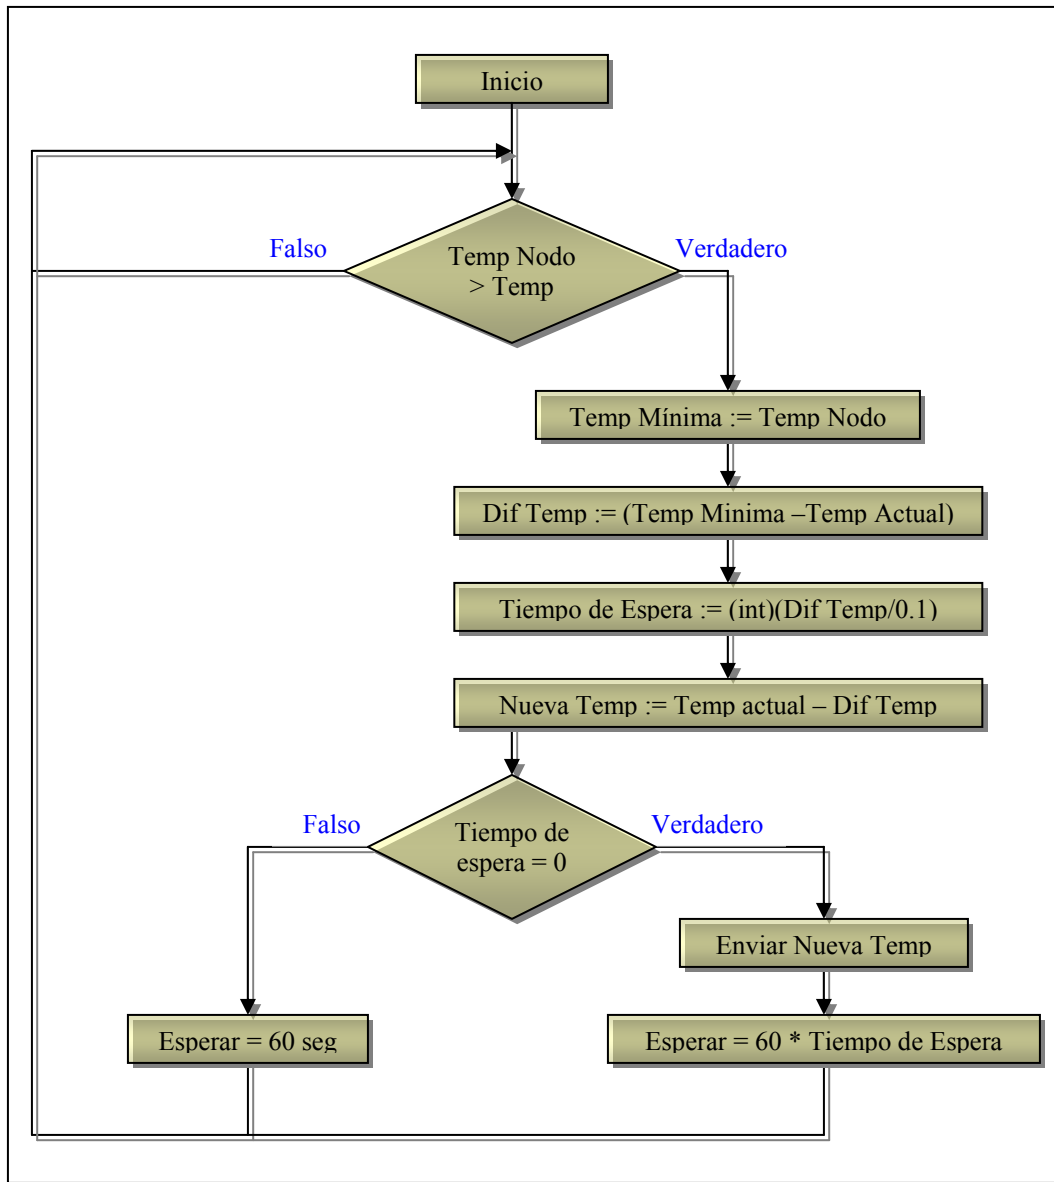 Inicio
Falso
Verdadero
Temp Nodo
> Temp
Temp Mínima := Temp Nodo
Dif Temp := (Temp Minima –Temp Actual)
Tiempo de Espera := (int)(Dif Temp/0.1)
Nueva Temp := Temp actual – Dif Temp
Falso
Verdadero
Tiempo de
espera = 0
Enviar Nueva Temp
Esperar = 60 seg
Esperar = 60 * Tiempo de Espera